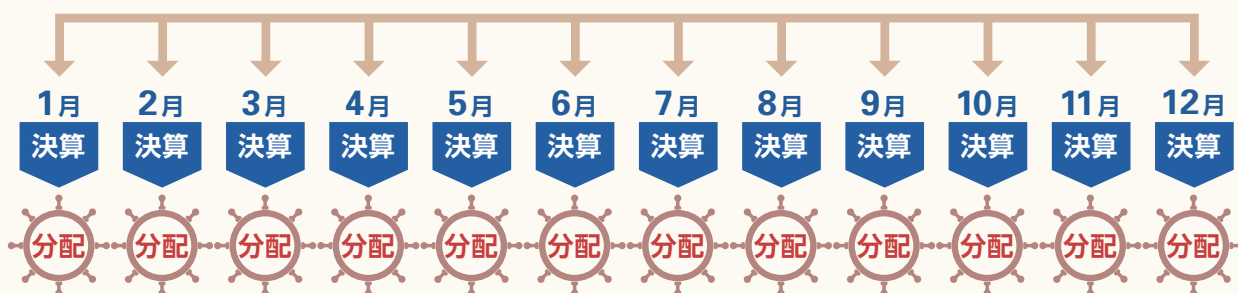 1月 2月 3月 4月 5月 6月 7月 8月 9月 10月 11月 12月
決算 決算 決算 決算 決算 決算 決算 決算 決算 決算 決算 決算
分配 分配 分配 分配 分配 分配 分配 分配 分配 分配 分配 分配